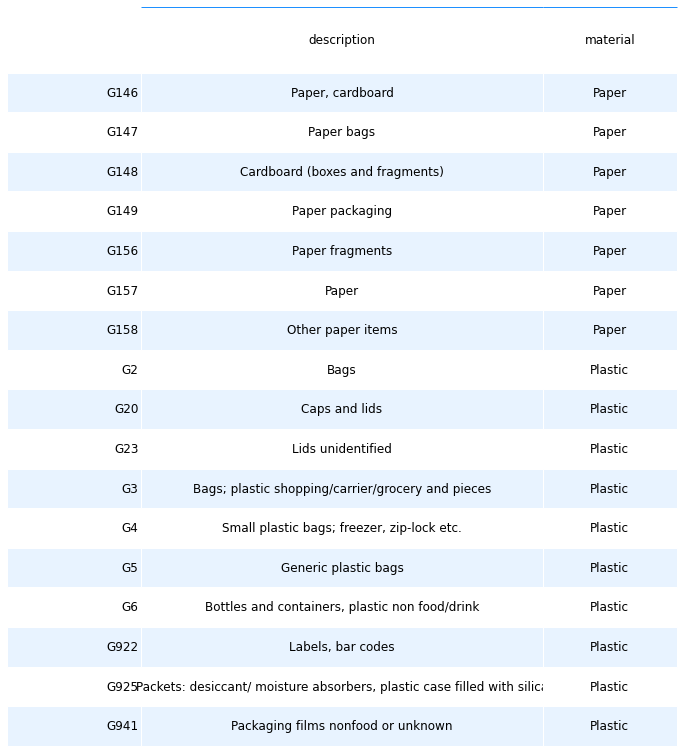 description material
G146 Paper, cardboard Paper
G147 Paper bags Paper
G148 Cardboard (boxes and fragments) Paper
G149 Paper packaging Paper
G156 Paper fragments Paper
G157 Paper Paper
G158 Other paper items Paper
G2 Bags Plastic
G20 Caps and lids Plastic
G23 Lids unidentified Plastic
G3 Bags; plastic shopping/carrier/grocery and pieces Plastic
G4 Small plastic bags; freezer, zip-lock etc. Plastic
G5 Generic plastic bags Plastic
G6 Bottles and containers, plastic non food/drink Plastic
G922 Labels, bar codes Plastic
G925 Packets: desiccant/ moisture absorbers, plastic case filled with silica Plastic
G941 Packaging films nonfood or unknown Plastic